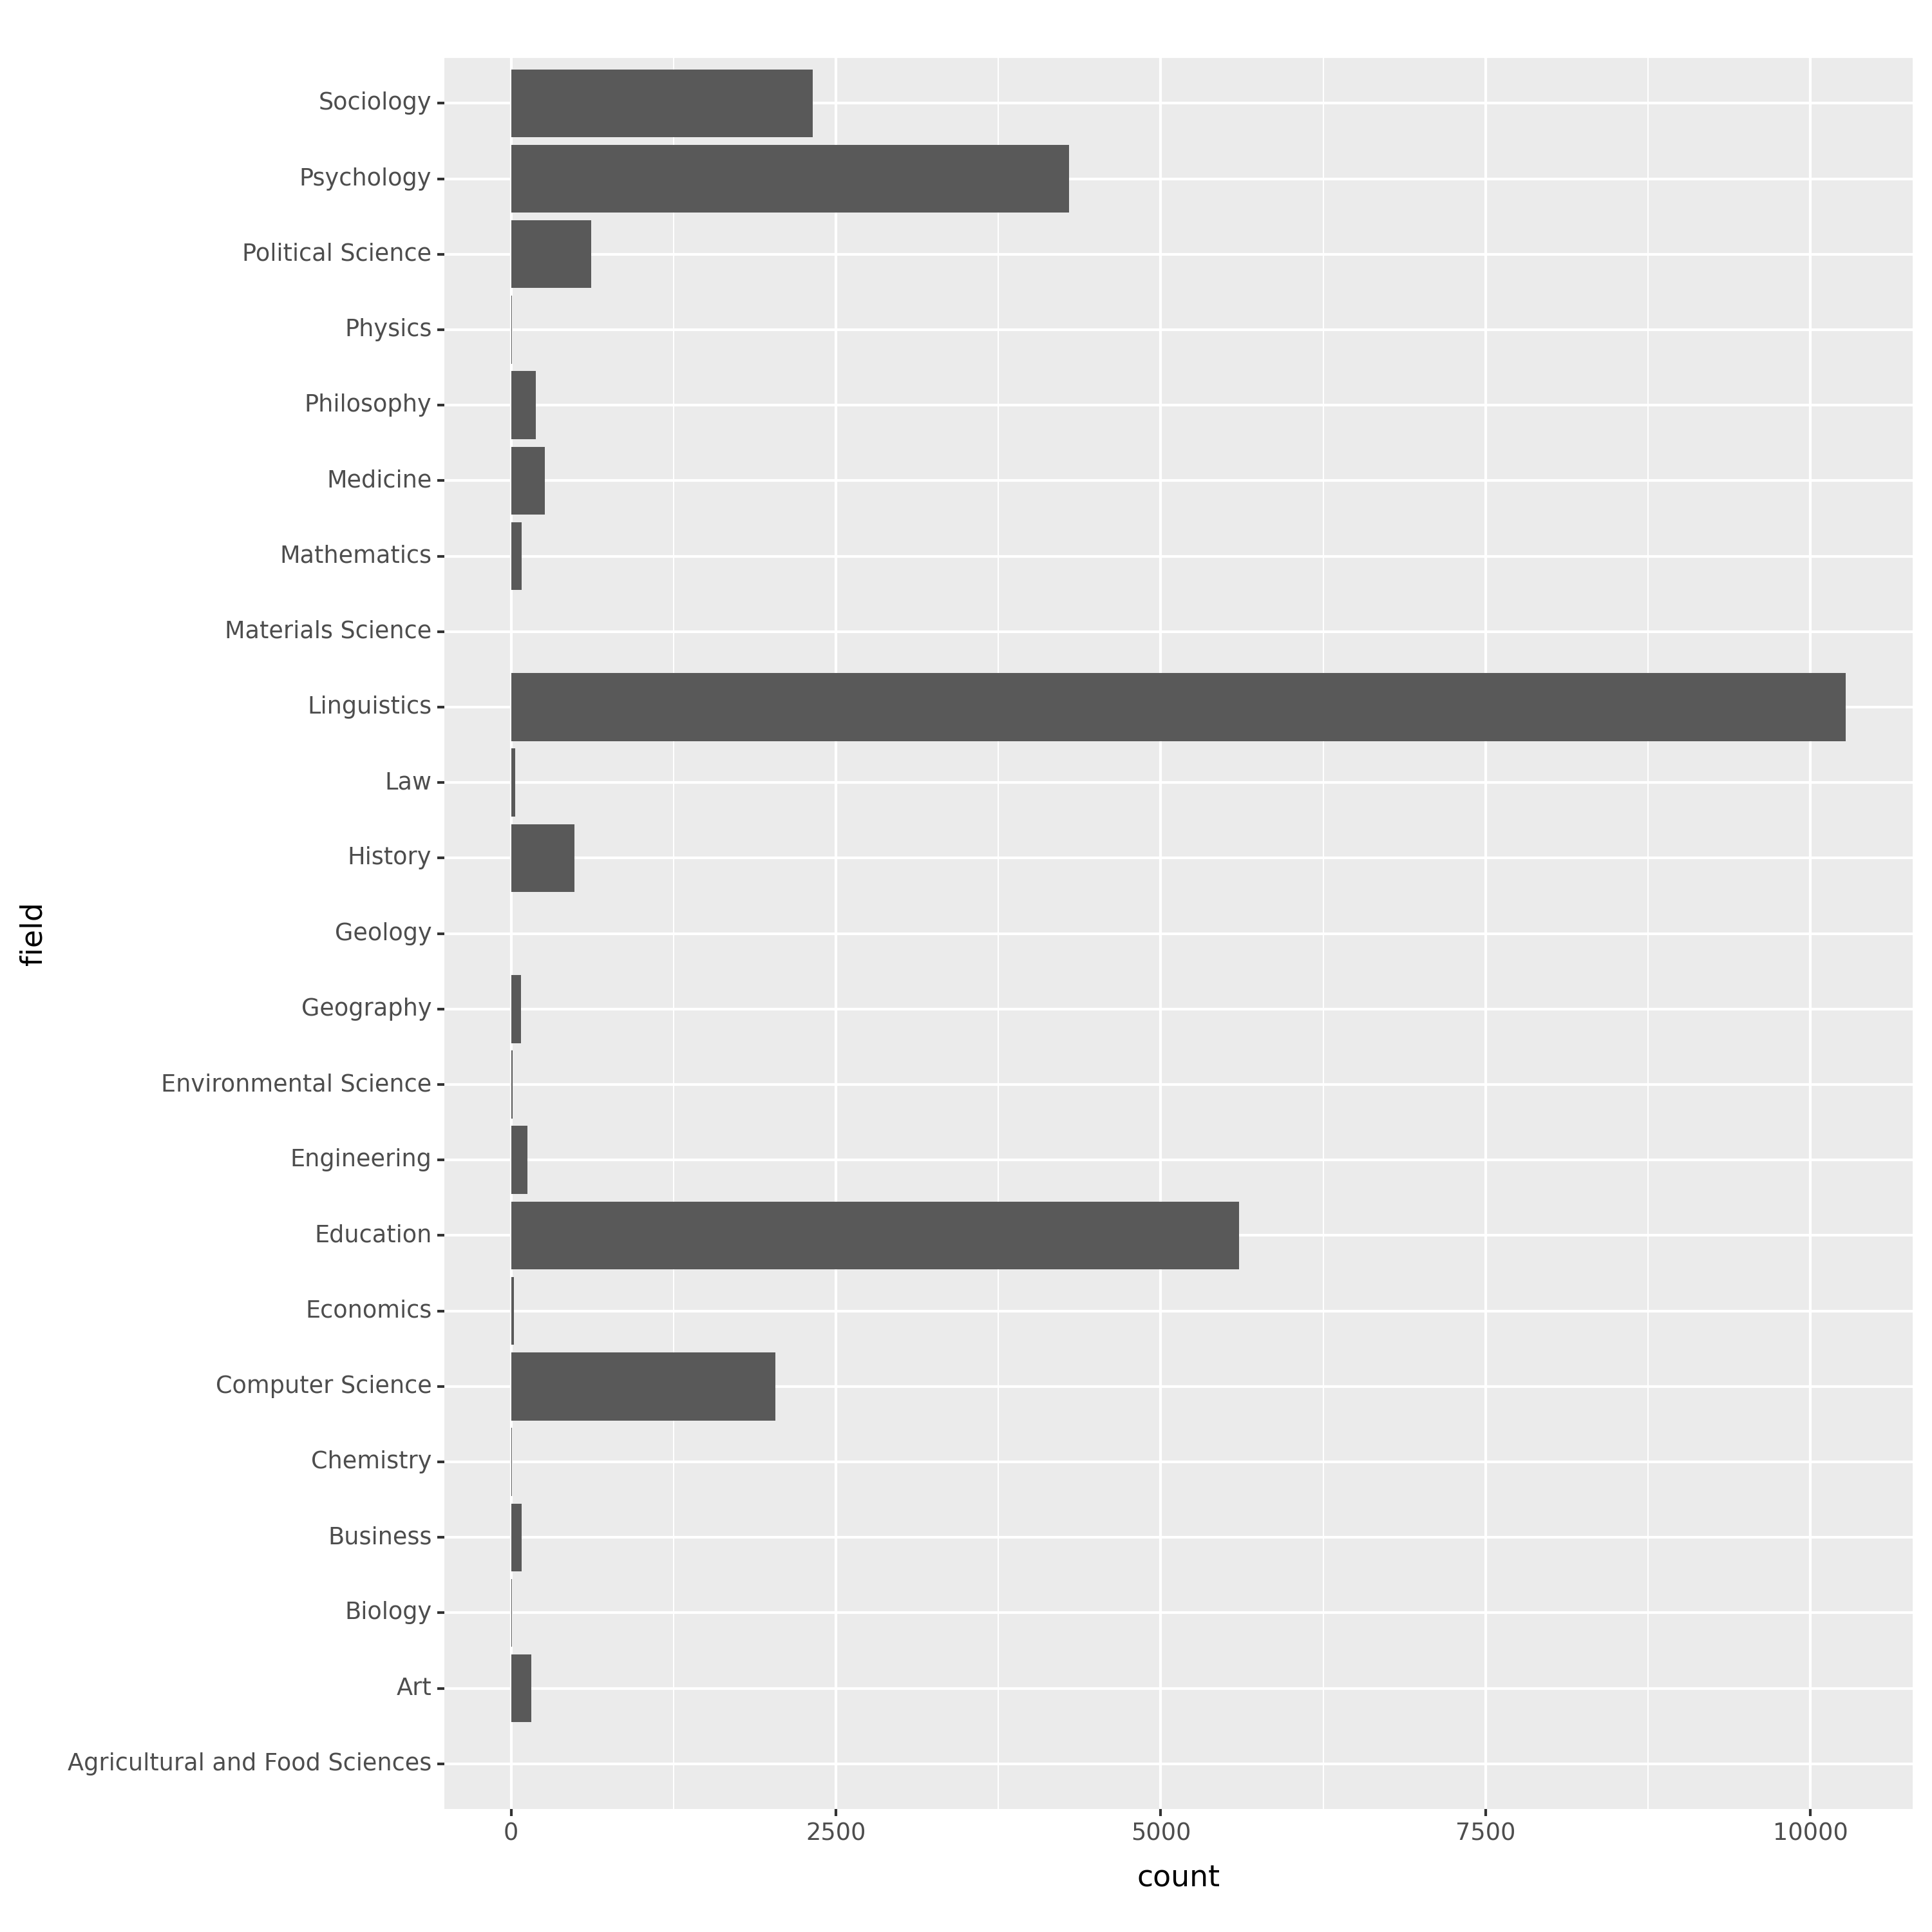 Sociology
Psychology
Political Science
Physics
Philosophy
Medicine
Mathematics
Materials Science
Linguistics
Law
History
Geology
Geography
Environmental Science
Engineering
Education
Economics
Computer Science
Chemistry
Business
Biology
Art
Agricultural and Food Sciences
field
0 2500 5000 7500 10000
count